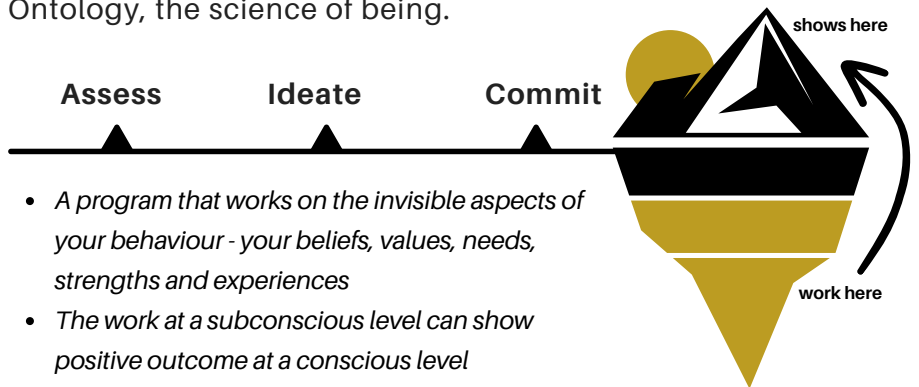 Ontology, the science of being.
shows here
Assess Ideate Commit
• A program that works on the invisible aspects of
your behaviour - your beliefs, values, needs,
strengths and experiences
• The work at a subconscious level can show
positive outcome at a conscious level
work here